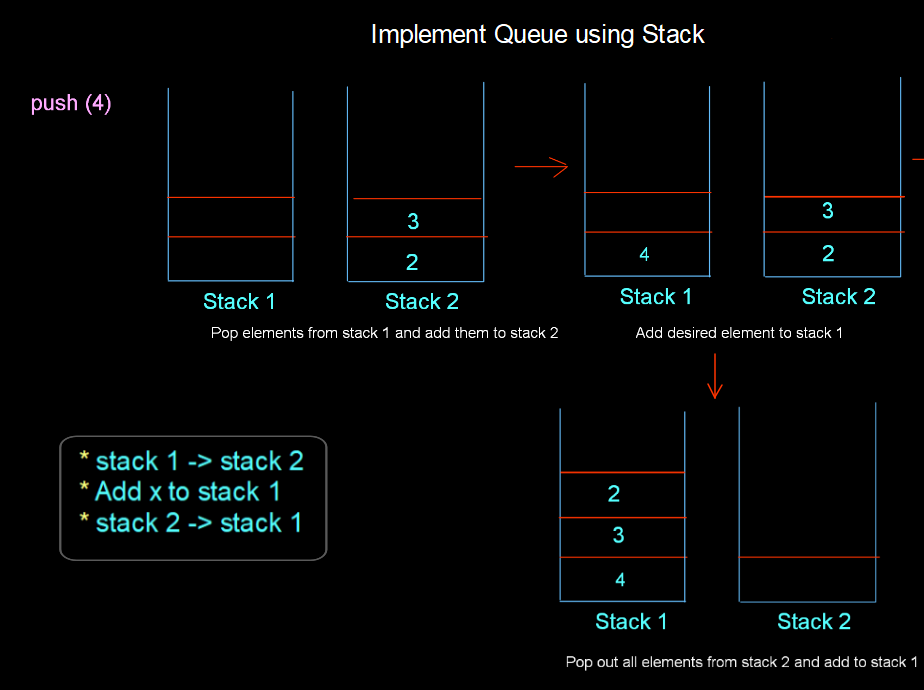 Implement Queue using Stack
push (4)
3
2
Stack 1
Stack 2
Pop elements from stack 1 and add them to stack 2
4
3
2
Stack 1
Stack 2
Add desired element to stack 1
* stack 1 -> stack 2
* Add x to stack 1
* stack 2 -> stack 1
2
3
4
Stack 1
Stack 2
Pop out all elements from stack 2 and add to stack 1